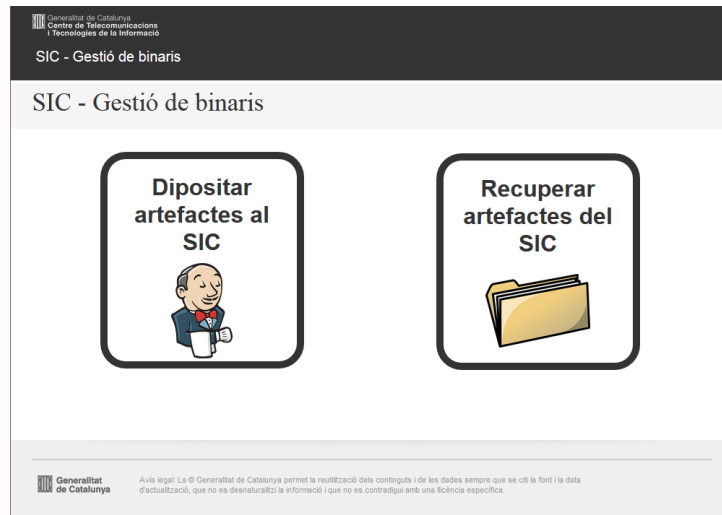 Generalitat de Catalunya
Centre de Telecomunicacions
i Tecnologies de la Informació
SIC - Gestió de binaris
SIC - Gestió de binaris
Dipositar
artefactes al
SIC
Recuperar
artefactes del
SIC
Generalitat
de Catalunya
Avís legal: La © Generalitat de Catalunya permet la reutilització dels continguts i de les dades sempre que se citi la font i la data
d'actualització, que no es desnaturalitzi la informació i que no es contradigui amb una llicència específica.